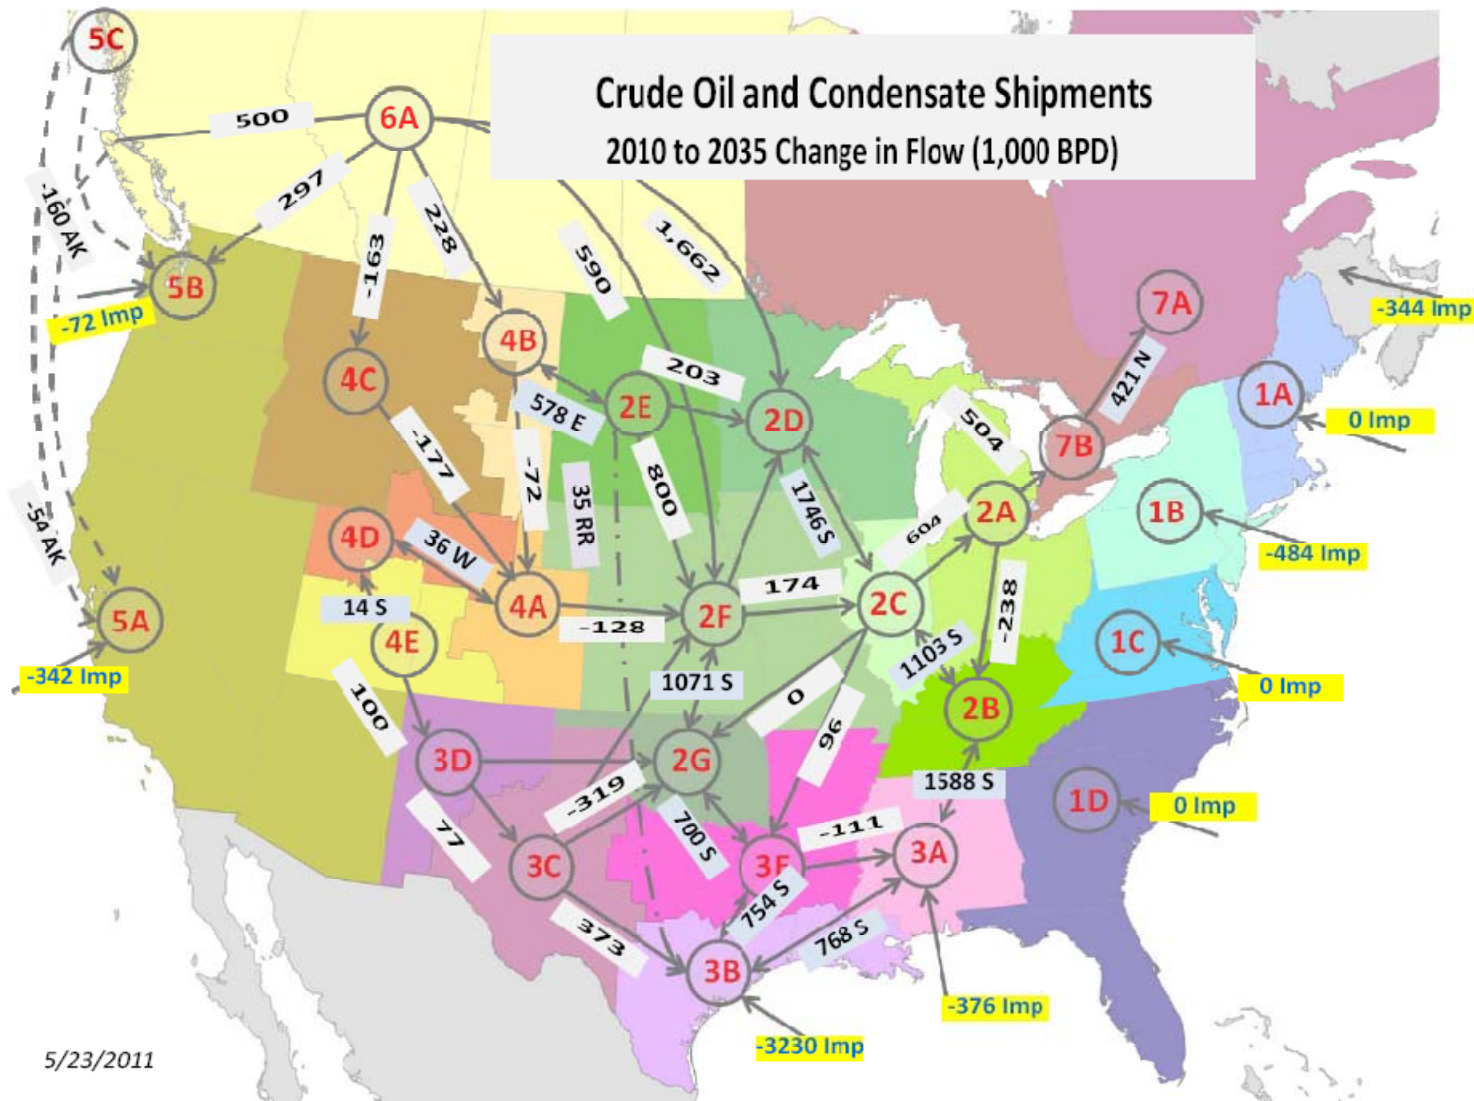 5C
Crude Oil and Condensate Shipments
2010 to 2035 Change in Flow (1,000 BPD)
6A
500
297
-163
228
590
1,662
-160 AK
5B
-72 Imp
7A
-344 Imp
4B
4C
203
2E
578 E
2D
421 N
1A
0 Imp
504
7B
-177
-72
35 RR
800
1746 S
604
2A
1B
-484 Imp
-54 AK
4D
36 W
14 S
4A
-128
2F
174
2C
-238
5A
4E
1C
-342 Imp
100
1071 S
0
1103 S
0 Imp
96
2B
3D
2G
1588 S
1D
0 Imp
77
-319
700 S
-111
3C
3F
3A
754 S
768 S
373
3B
-376 Imp
-3230 Imp
5/23/2011